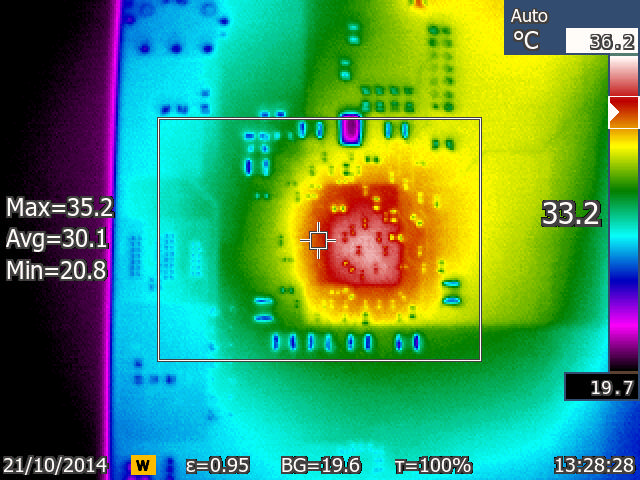 Auto
°C
36.2
Max=35.2
33.2
Avg=30.1
Min=20.8
19.7
21/10/2014 W ε=0.95 BG=19.6 τ=100% 13:28:28